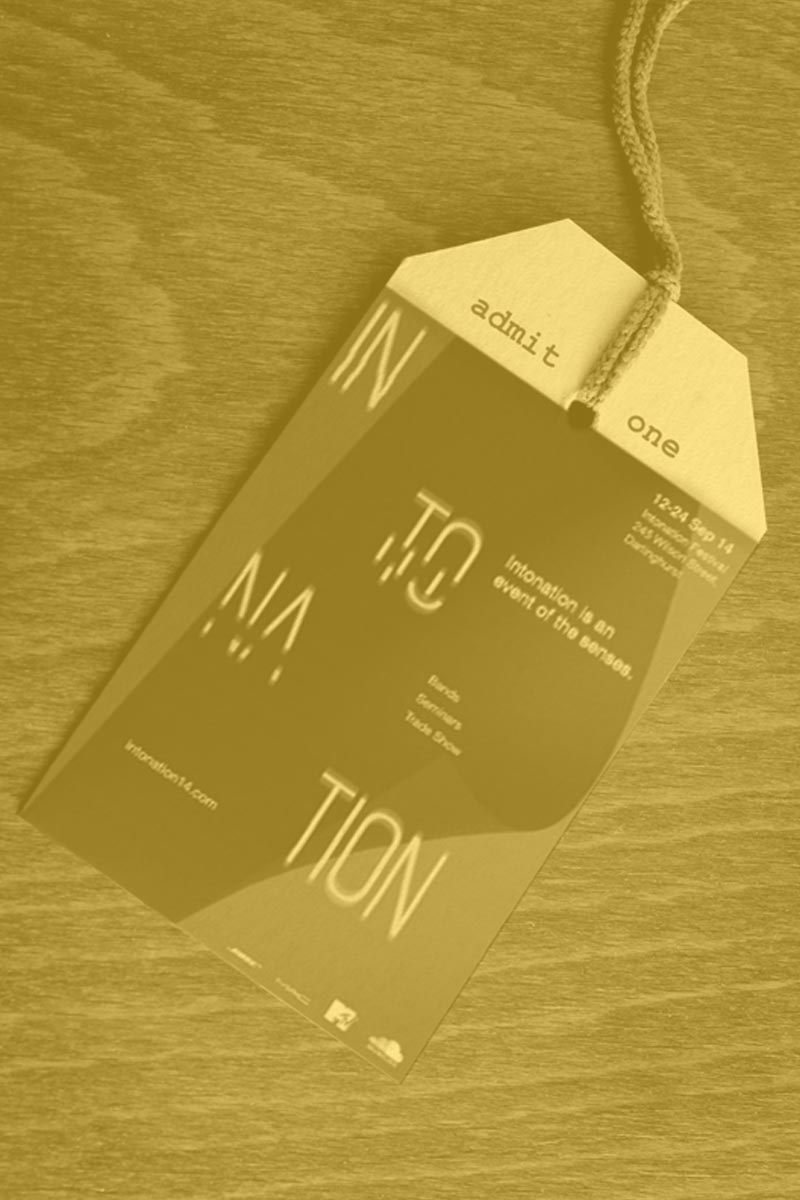 admit one
IN
TO
NA
TION
12-24 Sep 14
Intonation Festival
245 Wilson Street,
Darlinghurst
Intonation is an
event of the senses.
Bands
Seminars
Trade Show
intonation14.com